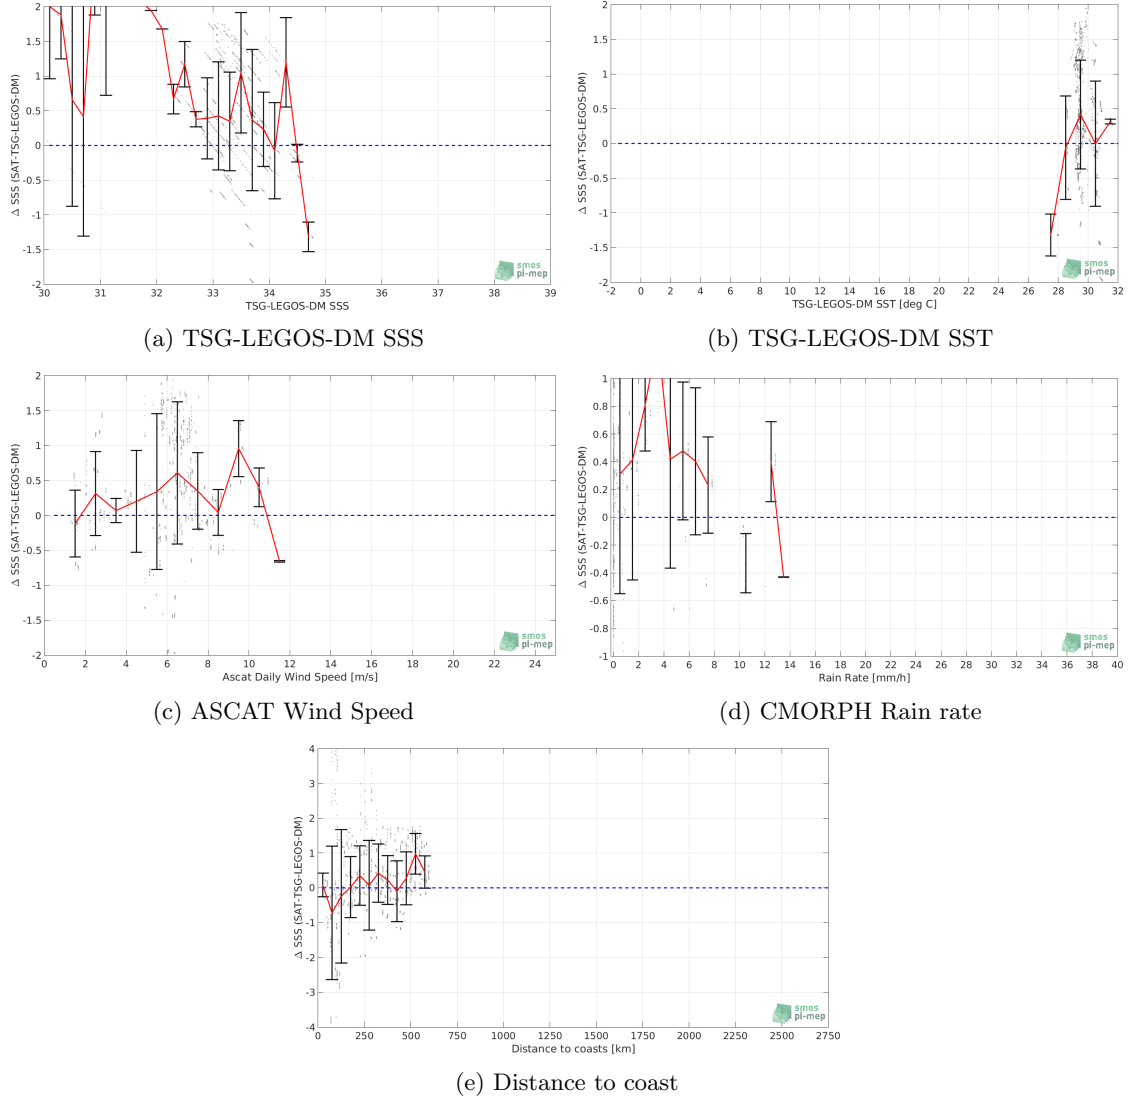 2
1.5
1
0.5
0
-0.5
-1
-1.5
-2
Δ SSS (SAT-TSG-LEGOS-DM)
30 31 32 33 34 35 36 37 38 39
TSG-LEGOS-DM SSS
smos
pi-mep
(a) TSG-LEGOS-DM SSS
2
1.5
1
0.5
0
-0.5
-1
-1.5
-2
Δ SSS (SAT-TSG-LEGOS-DM)
-2 0 2 4 6 8 10 12 14 16 18 20 22 24 26 28 30 32
TSG-LEGOS-DM SST [deg C]
smos
pi-mep
(b) TSG-LEGOS-DM SST
2
1.5
1
0.5
0
-0.5
-1
-1.5
-2
Δ SSS (SAT-TSG-LEGOS-DM)
0 2 4 6 8 10 12 14 16 18 20 22 24
Ascat Daily Wind Speed [m/s]
smos
pi-mep
(c) ASCAT Wind Speed
1
0.8
0.6
0.4
0.2
0
-0.2
-0.4
-0.6
-0.8
-1
Δ SSS (SAT-TSG-LEGOS-DM)
0 2 4 6 8 10 12 14 16 18 20 22 24 26 28 30 32 34 36 38 40
Rain Rate [mm/h]
smos
pi-mep
(d) CMORPH Rain rate
4
3
2
1
0
-1
-2
-3
-4
Δ SSS (SAT-TSG-LEGOS-DM)
0 250 500 750 1000 1250 1500 1750 2000 2250 2500 2750
Distance to coasts [km]
smos
pi-mep
(e) Distance to coast